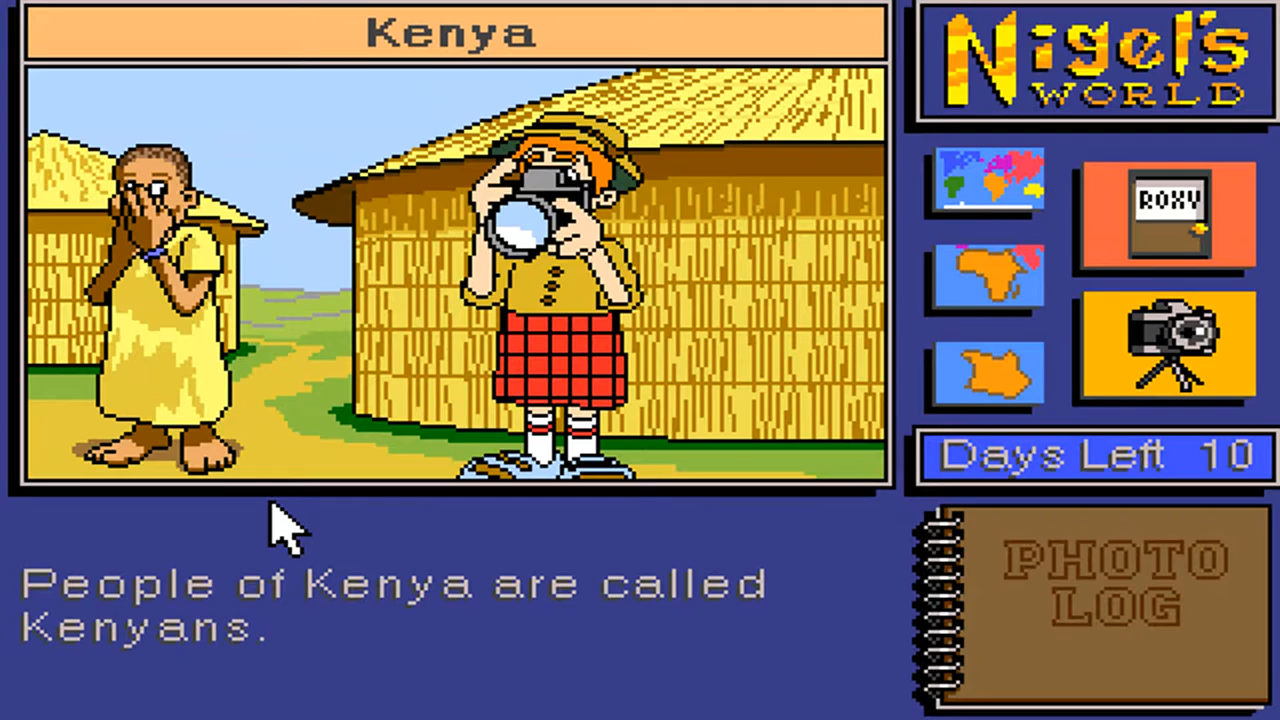 Kenya
Nigel's
WORLD
ROXY
Days Left 10
People of Kenya are called
Kenyans.
PHOTO
LOG